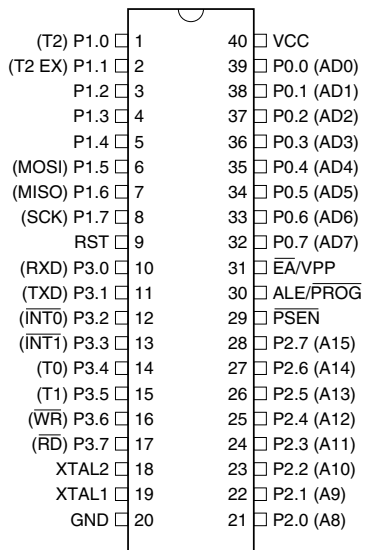 (T2) P1.0 1 40 VCC
(T2 EX) P1.1 2 39 P0.0 (AD0)
P1.2 3 38 P0.1 (AD1)
P1.3 4 37 P0.2 (AD2)
P1.4 5 36 P0.3 (AD3)
(MOSI) P1.5 6 35 P0.4 (AD4)
(MISO) P1.6 7 34 P0.5 (AD5)
(SCK) P1.7 8 33 P0.6 (AD6)
RST 9 32 P0.7 (AD7)
(RXD) P3.0 10 31 E̅A̅/VPP
(TXD) P3.1 11 30 ALE/P̅R̅O̅G̅
(I̅N̅T̅0̅) P3.2 12 29 P̅S̅E̅N̅
(I̅N̅T̅1̅) P3.3 13 28 P2.7 (A15)
(T0) P3.4 14 27 P2.6 (A14)
(T1) P3.5 15 26 P2.5 (A13)
(W̅R̅) P3.6 16 25 P2.4 (A12)
(R̅D̅) P3.7 17 24 P2.3 (A11)
XTAL2 18 23 P2.2 (A10)
XTAL1 19 22 P2.1 (A9)
GND 20 21 P2.0 (A8)